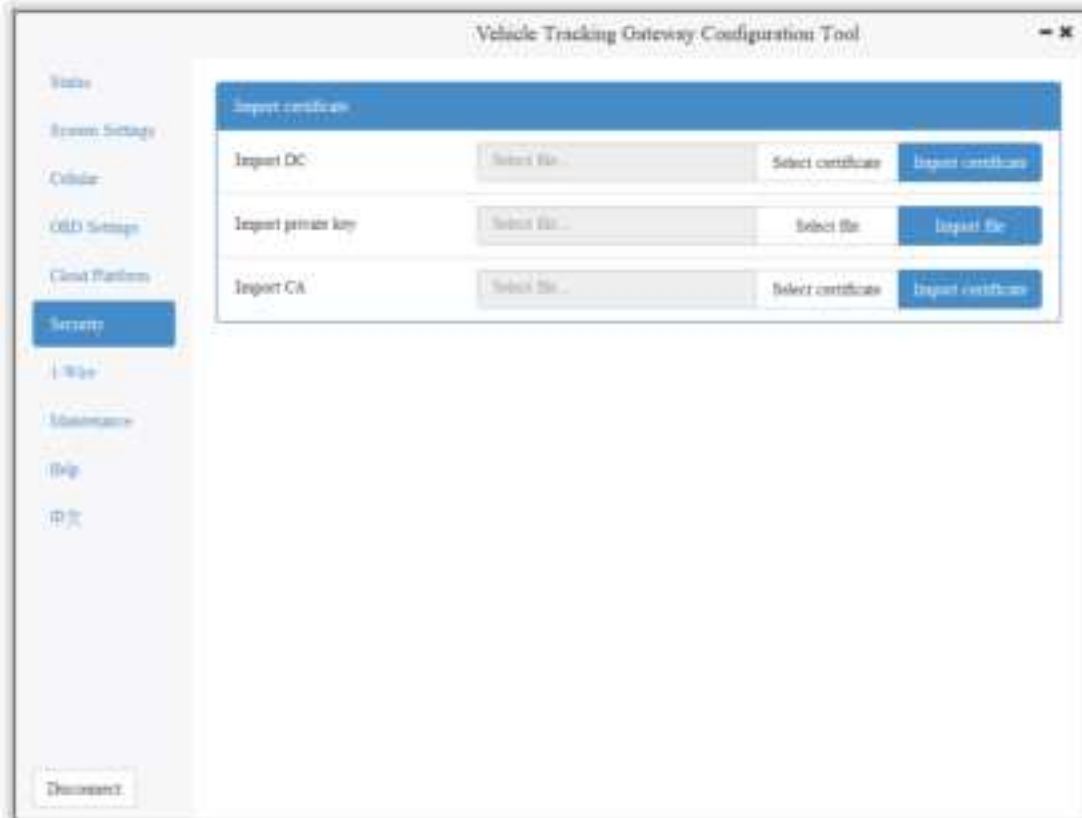 Vehicle Tracking Gateway Configuration Tool
Status
System Settings
Cellular
OBD Settings
Cloud Platform
Security
1-Wire
Maintenance
Help
中文
Disconnect
Import certificate
Import DC Select file... Select certificate Import certificate
Import private key Select file... Select file Import file
Import CA Select file... Select certificate Import certificate